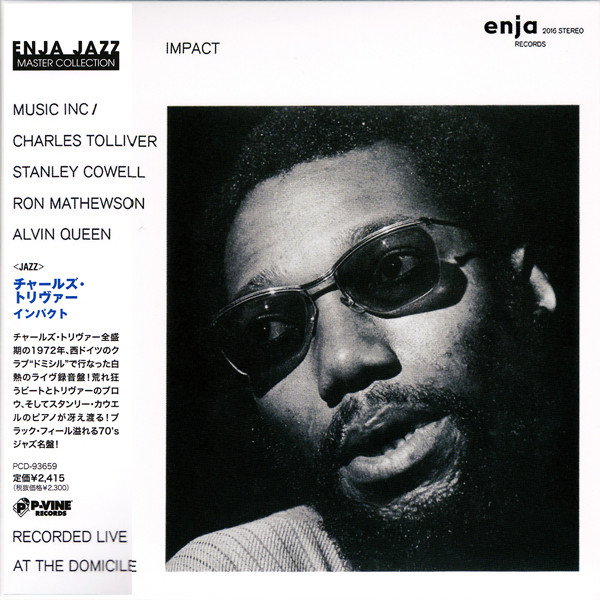 ENJA JAZZ
MASTER COLLECTION
IMPACT
enja 2016 STEREO
RECORDS
MUSIC INC /
CHARLES TOLLIVER
STANLEY COWELL
RON MATHEWSON
ALVIN QUEEN
<JAZZ>
チャールズ・
トリヴァー
インパクト
チャールズ・トリヴァー全盛
期の1972年、西ドイツのク
ラブ“ドミシル”で行なった白
熱のライヴ録音盤！荒れ狂
うビートとトリヴァーのブロ
ウ、そしてスタンリー・カウエ
ルのピアノが冴え渡る！ブ
ラック・フィール溢れる70's
ジャズ名盤！
PCD-93659
定価¥2,415
(税抜価格¥2,300)
P P-VINE
RECORDS
RECORDED LIVE
AT THE DOMICILE